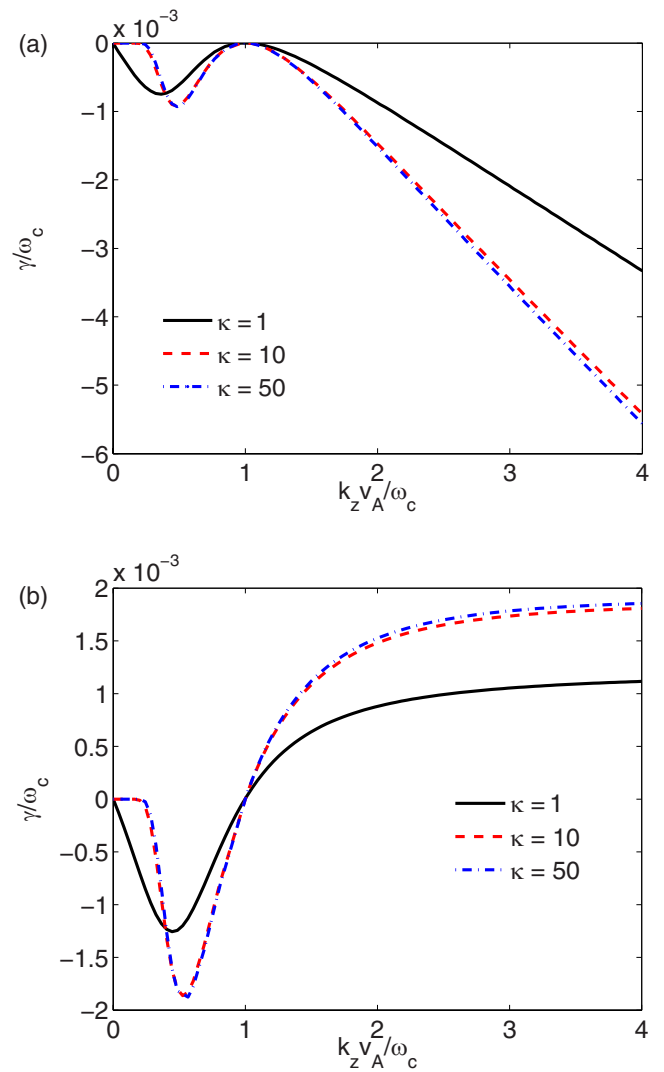 (a)
x 10⁻³
0
−1
−2
−3
−4
−5
−6
γ/ω_c
κ = 1
κ = 10
κ = 50
0 1 2 3 4
k_z v_A/ω_c
(b)
x 10⁻³
2
1.5
1
0.5
0
−0.5
−1
−1.5
−2
γ/ω_c
κ = 1
κ = 10
κ = 50
0 1 2 3 4
k_z v_A/ω_c